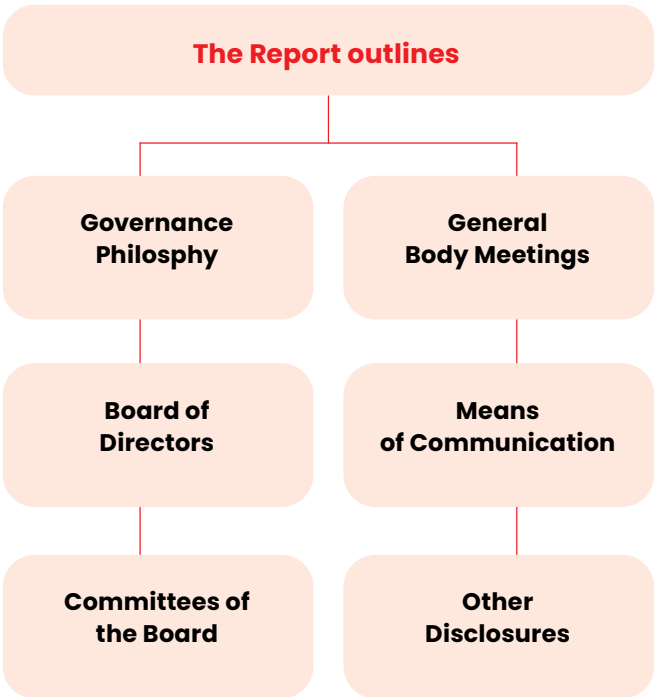 The Report outlines
Governance
Philosphy
General
Body Meetings
Board of
Directors
Means
of Communication
Committees of
the Board
Other
Disclosures